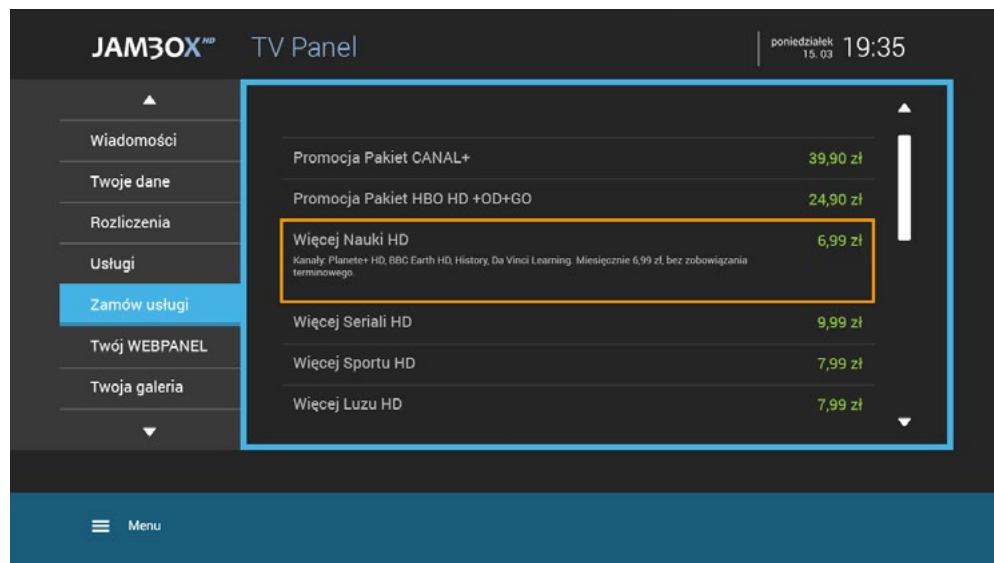 JAMBOX HD
TV Panel
poniedziałek
15. 03
19:35
Wiadomości
Twoje dane
Rozliczenia
Usługi
Zamów usługi
Twój WEBPANEL
Twoja galeria
Promocja Pakiet CANAL+ 39,90 zł
Promocja Pakiet HBO HD +OD+GO 24,90 zł
Więcej Nauki HD 6,99 zł
Kanały: Planete+ HD, BBC Earth HD, History, Da Vinci Learning. Miesięcznie 6,99 zł, bez zobowiązania
terminowego.
Więcej Seriali HD 9,99 zł
Więcej Sportu HD 7,99 zł
Więcej Luzu HD 7,99 zł
Menu